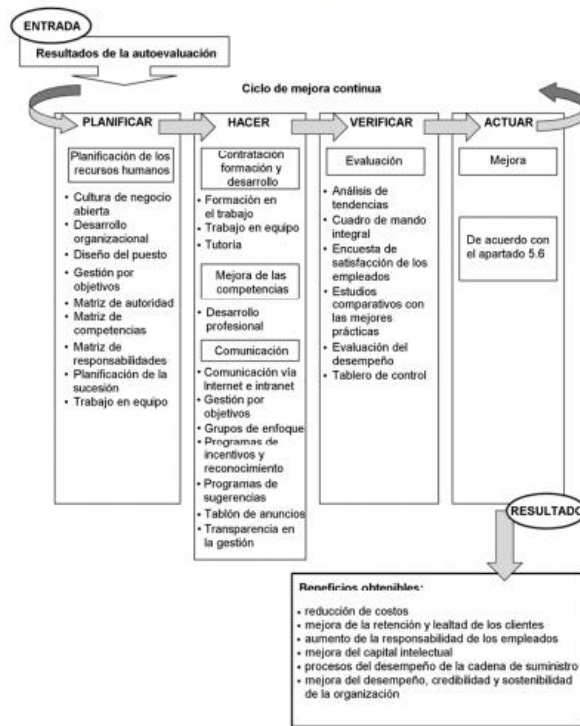 ENTRADA
Resultados de la autoevaluación
Ciclo de mejora continua
PLANIFICAR
Planificación de los
recursos humanos
• Cultura de negocio
abierta
• Desarrollo
organizacional
• Diseño del puesto
• Gestión por
objetivos
• Matriz de autoridad
• Matriz de
competencias
• Matriz de
responsabilidades
• Planificación de la
sucesión
• Trabajo en equipo
HACER
Contratación
formación y
desarrollo
• Formación en
el trabajo
• Trabajo en equipo
• Tutoría
Mejora de las
competencias
• Desarrollo
profesional
Comunicación
• Comunicación vía
Internet e intranet
• Gestión por
objetivos
• Grupos de enfoque
• Programas de
incentivos y
reconocimiento
• Programas de
sugerencias
• Tablón de anuncios
• Transparencia en
la gestión
VERIFICAR
Evaluación
• Análisis de
tendencias
• Cuadro de mando
integral
• Encuesta de
satisfacción de los
empleados
• Estudios
comparativos con
las mejores
prácticas
• Evaluación del
desempeño
• Tablero de control
ACTUAR
Mejora
De acuerdo con
el apartado 5.6
RESULTADO
Beneficios obtenibles:
• reducción de costos
• mejora de la retención y lealtad de los clientes
• aumento de la responsabilidad de los empleados
• mejora del capital intelectual
• procesos del desempeño de la cadena de suministro
• mejora del desempeño, credibilidad y sostenibilidad
de la organización